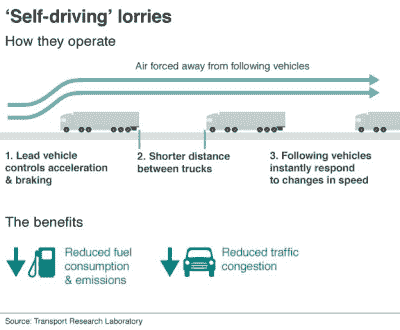 ‘Self-driving’ lorries
How they operate
Air forced away from following vehicles
1. Lead vehicle
controls acceleration
& braking
2. Shorter distance
between trucks
3. Following vehicles
instantly respond
to changes in speed
The benefits
Reduced fuel
consumption
& emissions
Reduced traffic
congestion
Source: Transport Research Laboratory